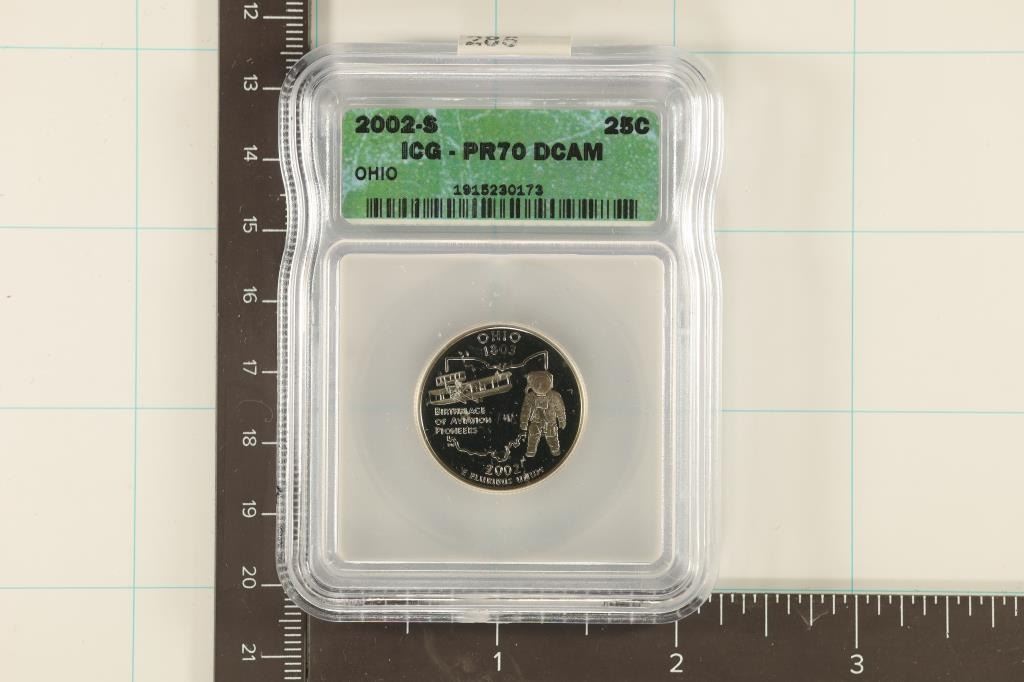 285
2002-S 25C
ICG - PR70 DCAM
OHIO
1915230173
OHIO
1803
BIRTHPLACE
OF AVIATION
PIONEERS
2002
E PLURIBUS UNUM
12
13
14
15
16
17
18
19
20
21
1 2 3